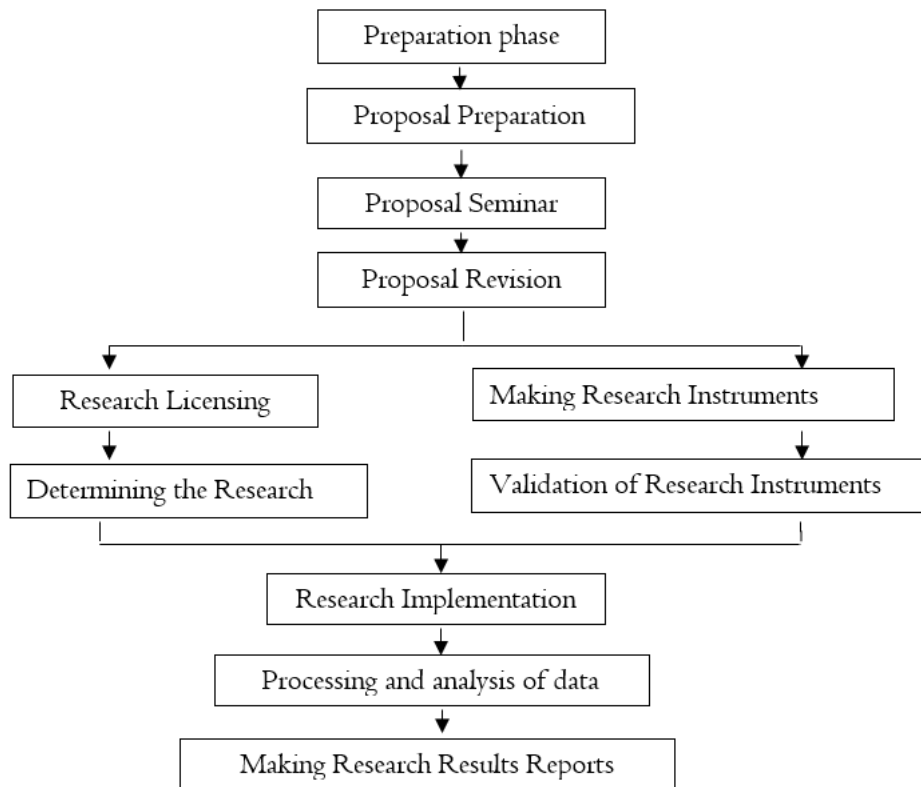 Preparation phase
Proposal Preparation
Proposal Seminar
Proposal Revision
Research Licensing
Making Research Instruments
Determining the Research
Validation of Research Instruments
Research Implementation
Processing and analysis of data
Making Research Results Reports